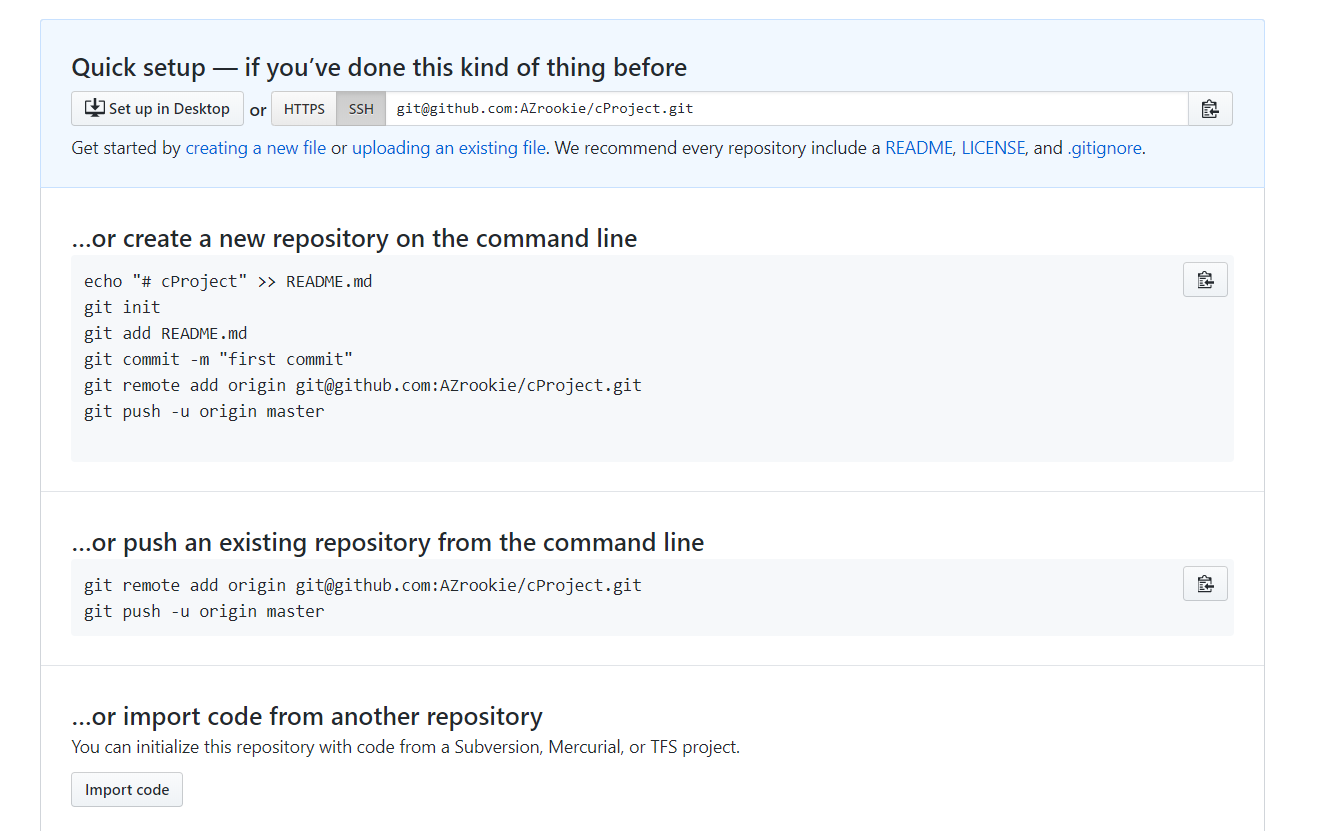 Quick setup — if you’ve done this kind of thing before
Set up in Desktop or HTTPS SSH git@github.com:AZrookie/cProject.git
Get started by creating a new file or uploading an existing file. We recommend every repository include a README, LICENSE, and .gitignore.
…or create a new repository on the command line
echo "# cProject" >> README.md
git init
git add README.md
git commit -m "first commit"
git remote add origin git@github.com:AZrookie/cProject.git
git push -u origin master
…or push an existing repository from the command line
git remote add origin git@github.com:AZrookie/cProject.git
git push -u origin master
…or import code from another repository
You can initialize this repository with code from a Subversion, Mercurial, or TFS project.
Import code